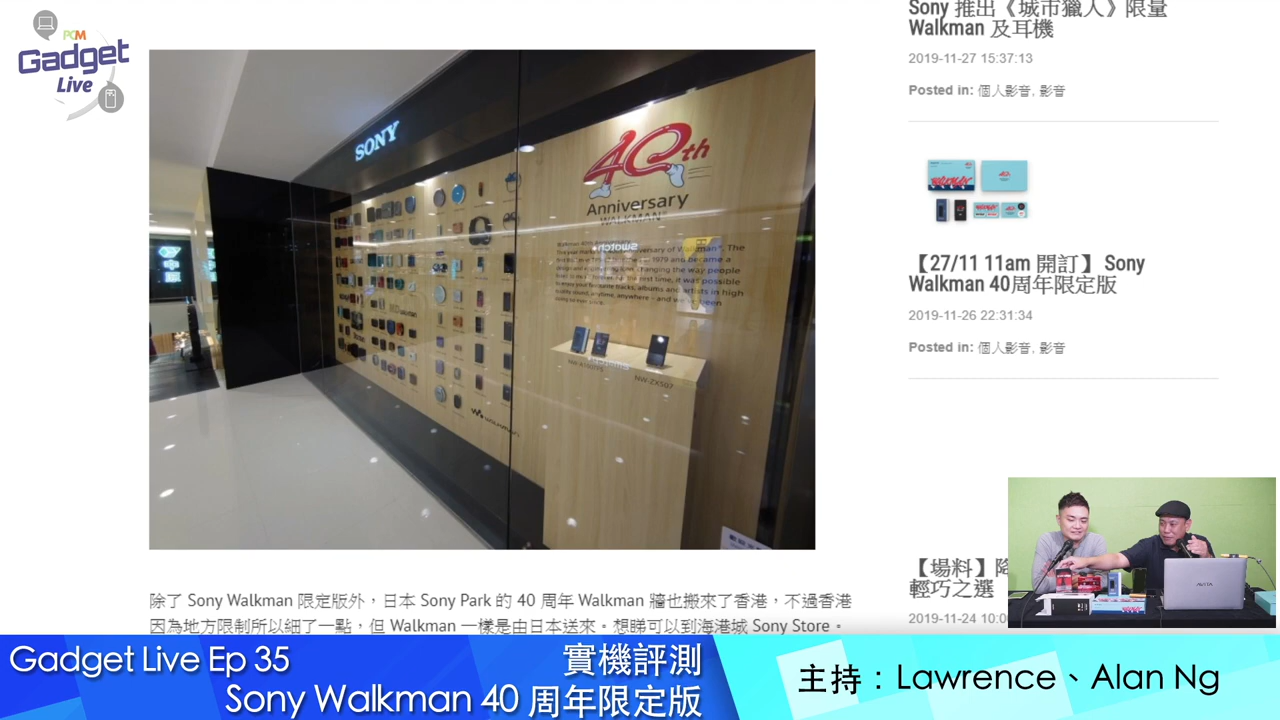 PCM
Gadget
Live
SONY
40th
Anniversary
WALKMAN
swatch
NW-ZX507
Sony 推出《城市獵人》限量
Walkman 及耳機
2019-11-27 15:37:13
Posted in: 個人影音, 影音
【27/11 11am 開訂】 Sony
Walkman 40周年限定版
2019-11-26 22:31:34
Posted in: 個人影音, 影音
【場料】
輕巧之選
2019-11-24 10:0
除了 Sony Walkman 限定版外，日本 Sony Park 的 40 周年 Walkman 牆也搬來了香港，不過香港
因為地方限制所以細了一點，但 Walkman 一樣是由日本送來。想睇可以到海港城 Sony Store。
Gadget Live Ep 35
實機評測
Sony Walkman 40 周年限定版
主持：Lawrence、Alan Ng